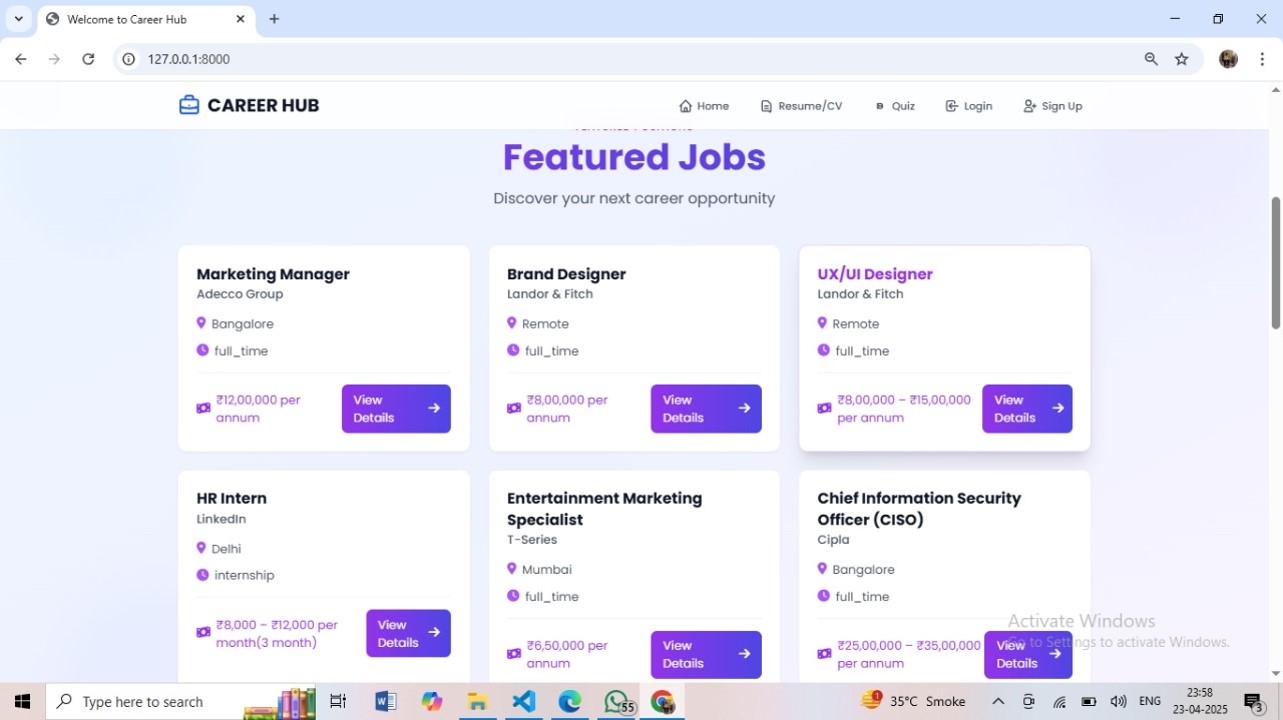 Welcome to Career Hub
127.0.0.1:8000
CAREER HUB
Home
Resume/CV
Quiz
Login
Sign Up
Featured Jobs
Discover your next career opportunity
Marketing Manager
Adecco Group
Bangalore
full_time
₹12,00,000 per
annum
View
Details
Brand Designer
Landor & Fitch
Remote
full_time
₹8,00,000 per
annum
View
Details
UX/UI Designer
Landor & Fitch
Remote
full_time
₹8,00,000 – ₹15,00,000
per annum
View
Details
HR Intern
LinkedIn
Delhi
internship
₹8,000 – ₹12,000 per
month(3 month)
View
Details
Entertainment Marketing
Specialist
T-Series
Mumbai
full_time
₹6,50,000 per
annum
View
Details
Chief Information Security
Officer (CISO)
Cipla
Bangalore
full_time
₹25,00,000 – ₹35,00,000
per annum
View
Details
Activate Windows
Go to Settings to activate Windows.
Type here to search
55
1
35°C Smoke
ENG
23:58
23-04-2025
3